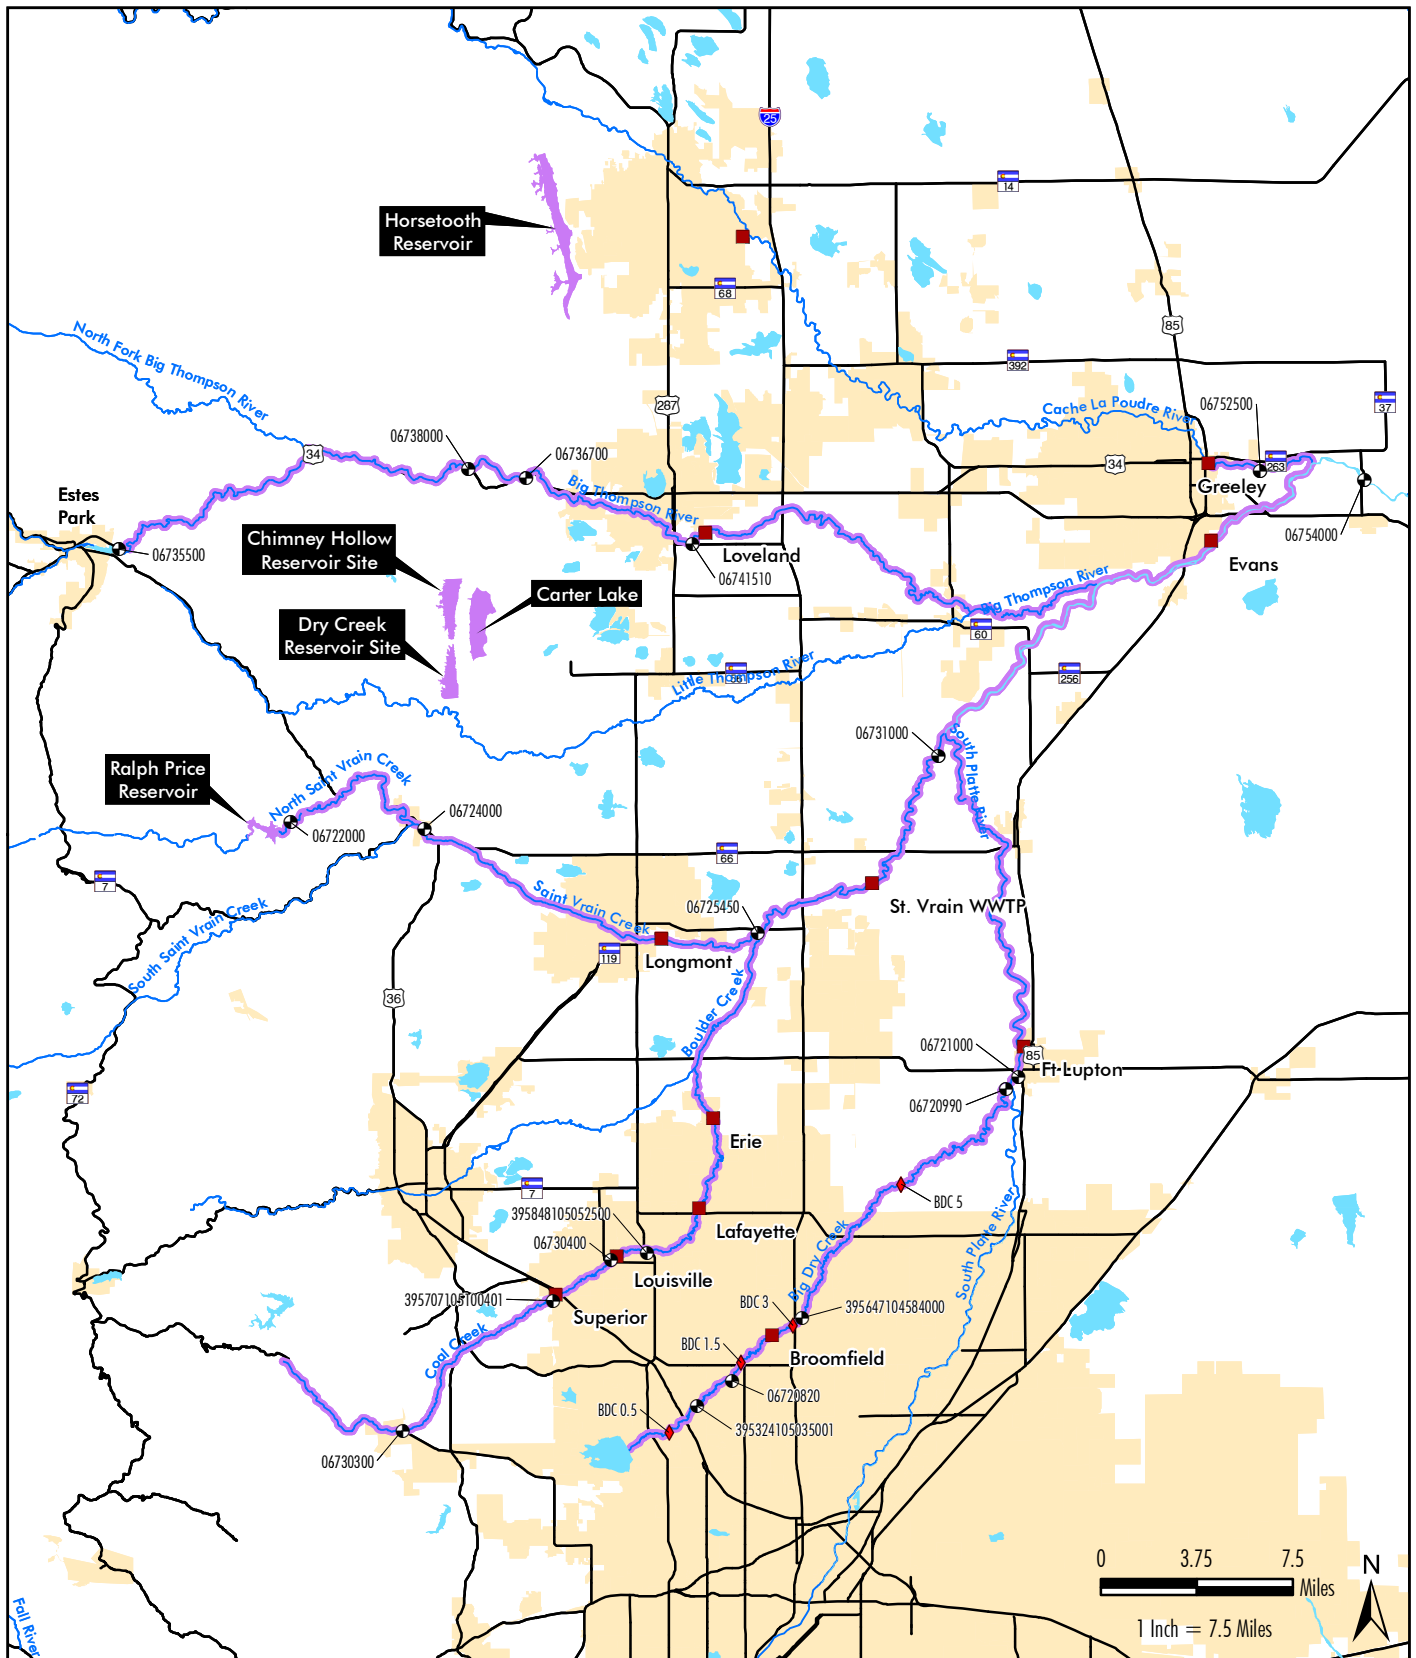 25
14
Horsetooth
Reservoir
68
85
North Fork Big Thompson River
392
287
37
06752500
Cache La Poudre River
06738000
34
06736700
34
263
Greeley
Big Thompson River
Estes
Park
06754000
Chimney Hollow
Reservoir Site
06735500
Loveland
Evans
06741510
Big Thompson River
Carter Lake
Dry Creek
Reservoir Site
60
Little Thompson River
56
256
06731000
South Platte River
Ralph Price
Reservoir
North Saint Vrain Creek
06724000
06722000
66
7
Saint Vrain Creek
06725450
St. Vrain WWTP
South Saint Vrain Creek
119
Longmont
36
Boulder Creek
06721000
85
Ft Lupton
72
06720990
Erie
7
BDC 5
395848105052500
Lafayette
06730400
Big Dry Creek
South Platte River
Louisville
395707105100401
BDC 3
395647104584000
Superior
BDC 1.5
Broomfield
Coal Creek
06720820
BDC 0.5
395324105035001
06730300
0 3.75 7.5
Miles
N
1 Inch = 7.5 Miles
Fall River